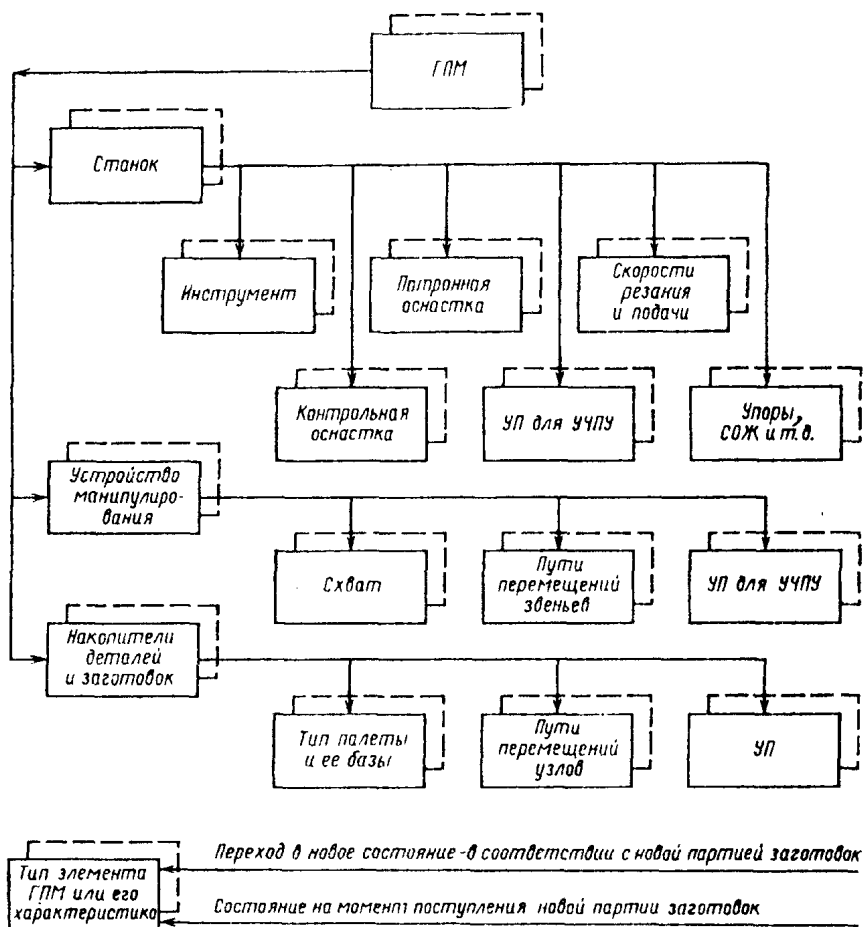 ГПМ
Станок
Инструмент
Патронная
оснастка
Скорости
резания
и подачи
Контрольная
оснастка
УП для УЧПУ
Упоры,
СОЖ и т.д.
Устройство
манипулиро-
вания
Схват
Пути
перемещений
звеньев
УП для УЧПУ
Накопители
деталей
и заготовок
Тип палеты
и ее базы
Пути
перемещений
узлов
УП
Тип элемента
ГПМ или его
характеристика
Переход в новое состояние - в соответствии с новой партией заготовок
Состояние на момент поступления новой партии заготовок